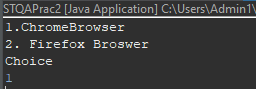 STQAPrac2 [Java Application] C:\Users\Admin1\
1.ChromeBrowser
2. Firefox Broswer
Choice
1